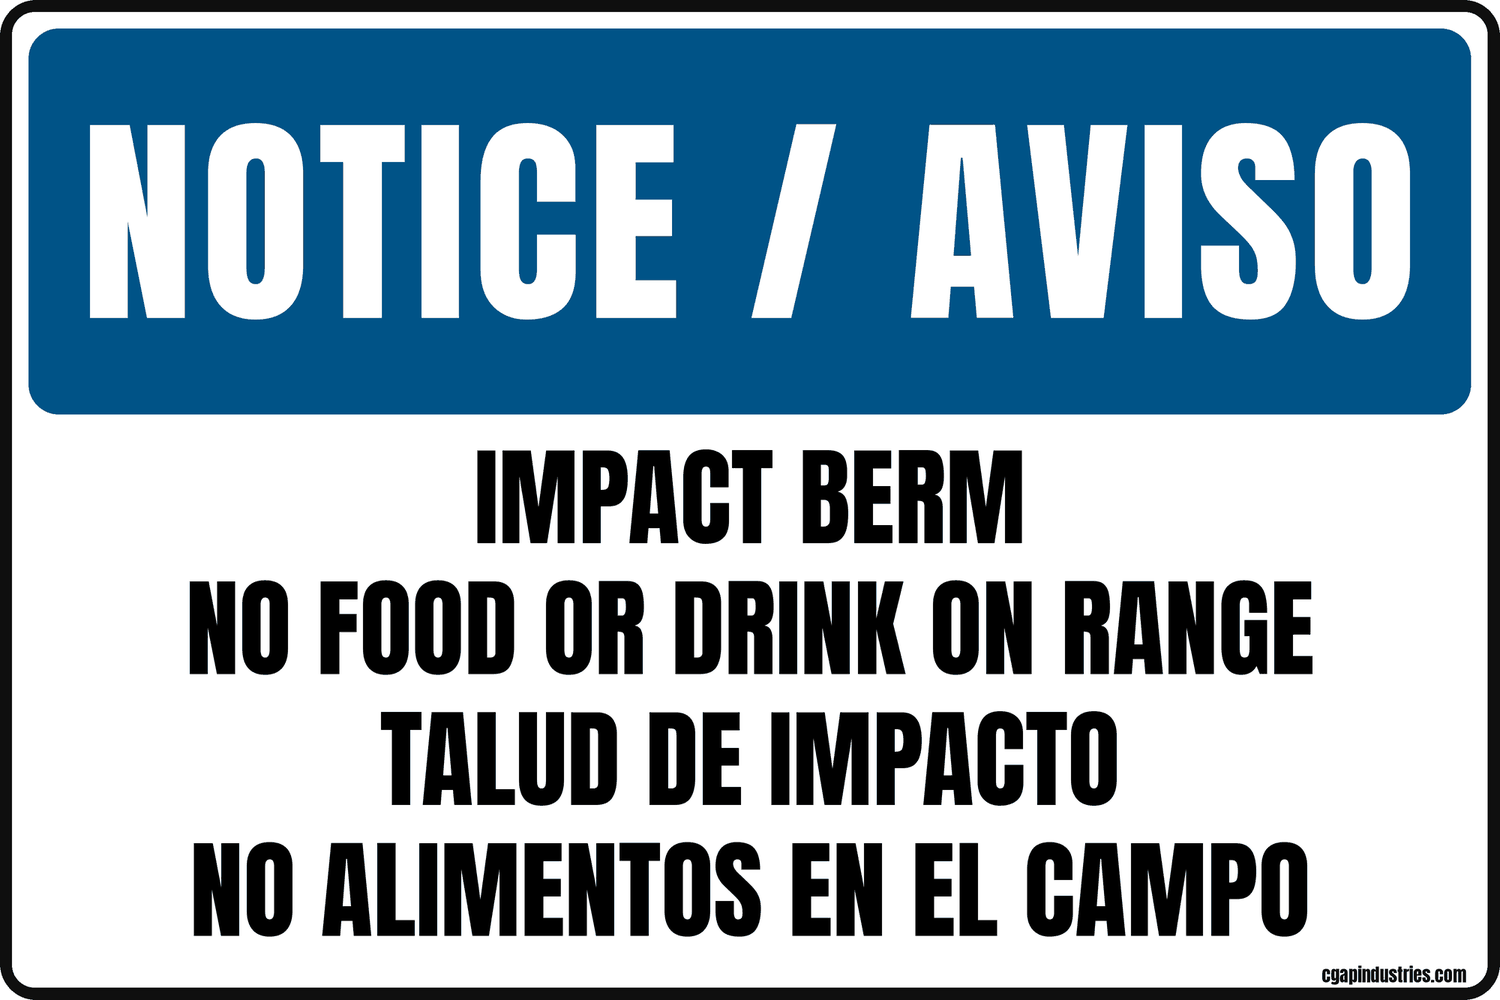 NOTICE / AVISO
IMPACT BERM
NO FOOD OR DRINK ON RANGE
TALUD DE IMPACTO
NO ALIMENTOS EN EL CAMPO
cgapindustries.com